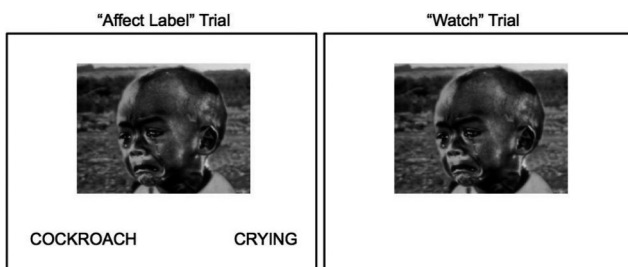 “Affect Label” Trial
“Watch” Trial
COCKROACH
CRYING